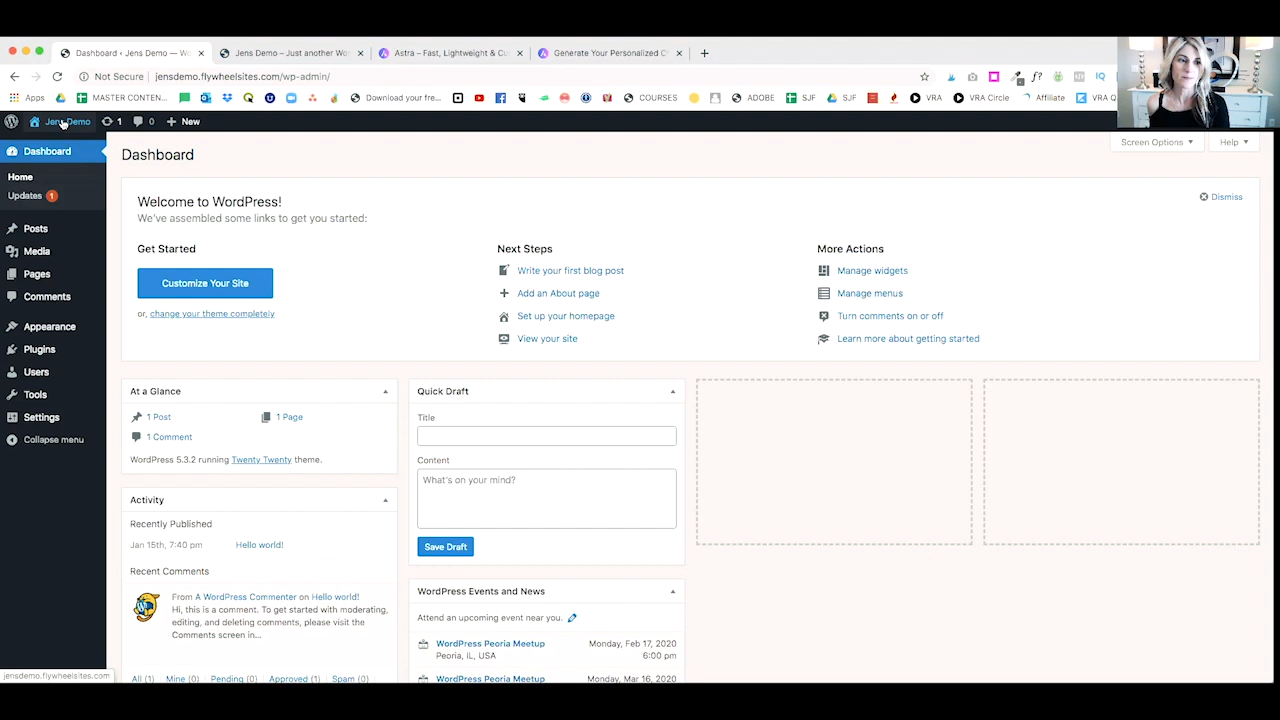 Dashboard ‹ Jens Demo — Wo
Jens Demo – Just another Wor
Astra – Fast, Lightweight & Cu
Generate Your Personalized C
Not Secure | jensdemo.flywheelsites.com/wp-admin/
f?
IQ
Apps
MASTER CONTEN...
Download your fre...
COURSES
ADOBE
SJF
SJF
VRA
VRA Circle
Affiliate
VRA Q
Jens Demo
1
0
New
Dashboard
Home
Updates 1
Posts
Media
Pages
Comments
Appearance
Plugins
Users
Tools
Settings
Collapse menu
Dashboard
Screen Options
Help
Welcome to WordPress!
We've assembled some links to get you started:
Dismiss
Get Started
Customize Your Site
or, change your theme completely
Next Steps
Write your first blog post
Add an About page
Set up your homepage
View your site
More Actions
Manage widgets
Manage menus
Turn comments on or off
Learn more about getting started
At a Glance
1 Post
1 Page
1 Comment
WordPress 5.3.2 running Twenty Twenty theme.
Activity
Recently Published
Jan 15th, 7:40 pm Hello world!
Recent Comments
From A WordPress Commenter on Hello world!
Hi, this is a comment. To get started with moderating,
editing, and deleting comments, please visit the
Comments screen in…
All (1) Mine (0) Pending (0) Approved (1) Spam (0)
Quick Draft
Title
Content
What's on your mind?
Save Draft
WordPress Events and News
Attend an upcoming event near you.
WordPress Peoria Meetup Monday, Feb 17, 2020
Peoria, IL, USA 6:00 pm
WordPress Peoria Meetup Monday, Mar 16, 2020
jensdemo.flywheelsites.com